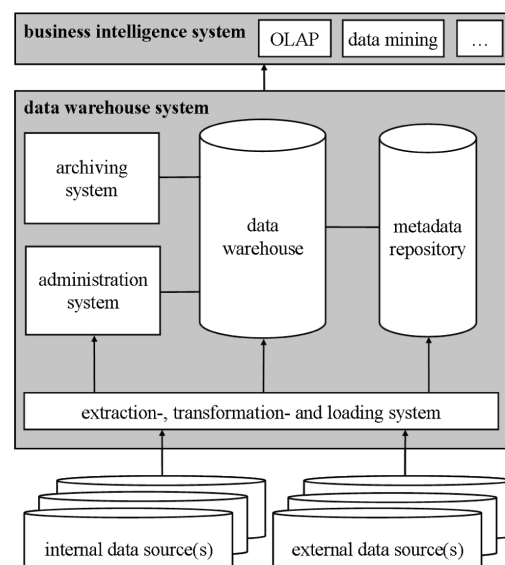 business intelligence system
OLAP
data mining
…
data warehouse system
archiving
system
data
warehouse
metadata
repository
administration
system
extraction-, transformation- and loading system
internal data source(s)
external data source(s)